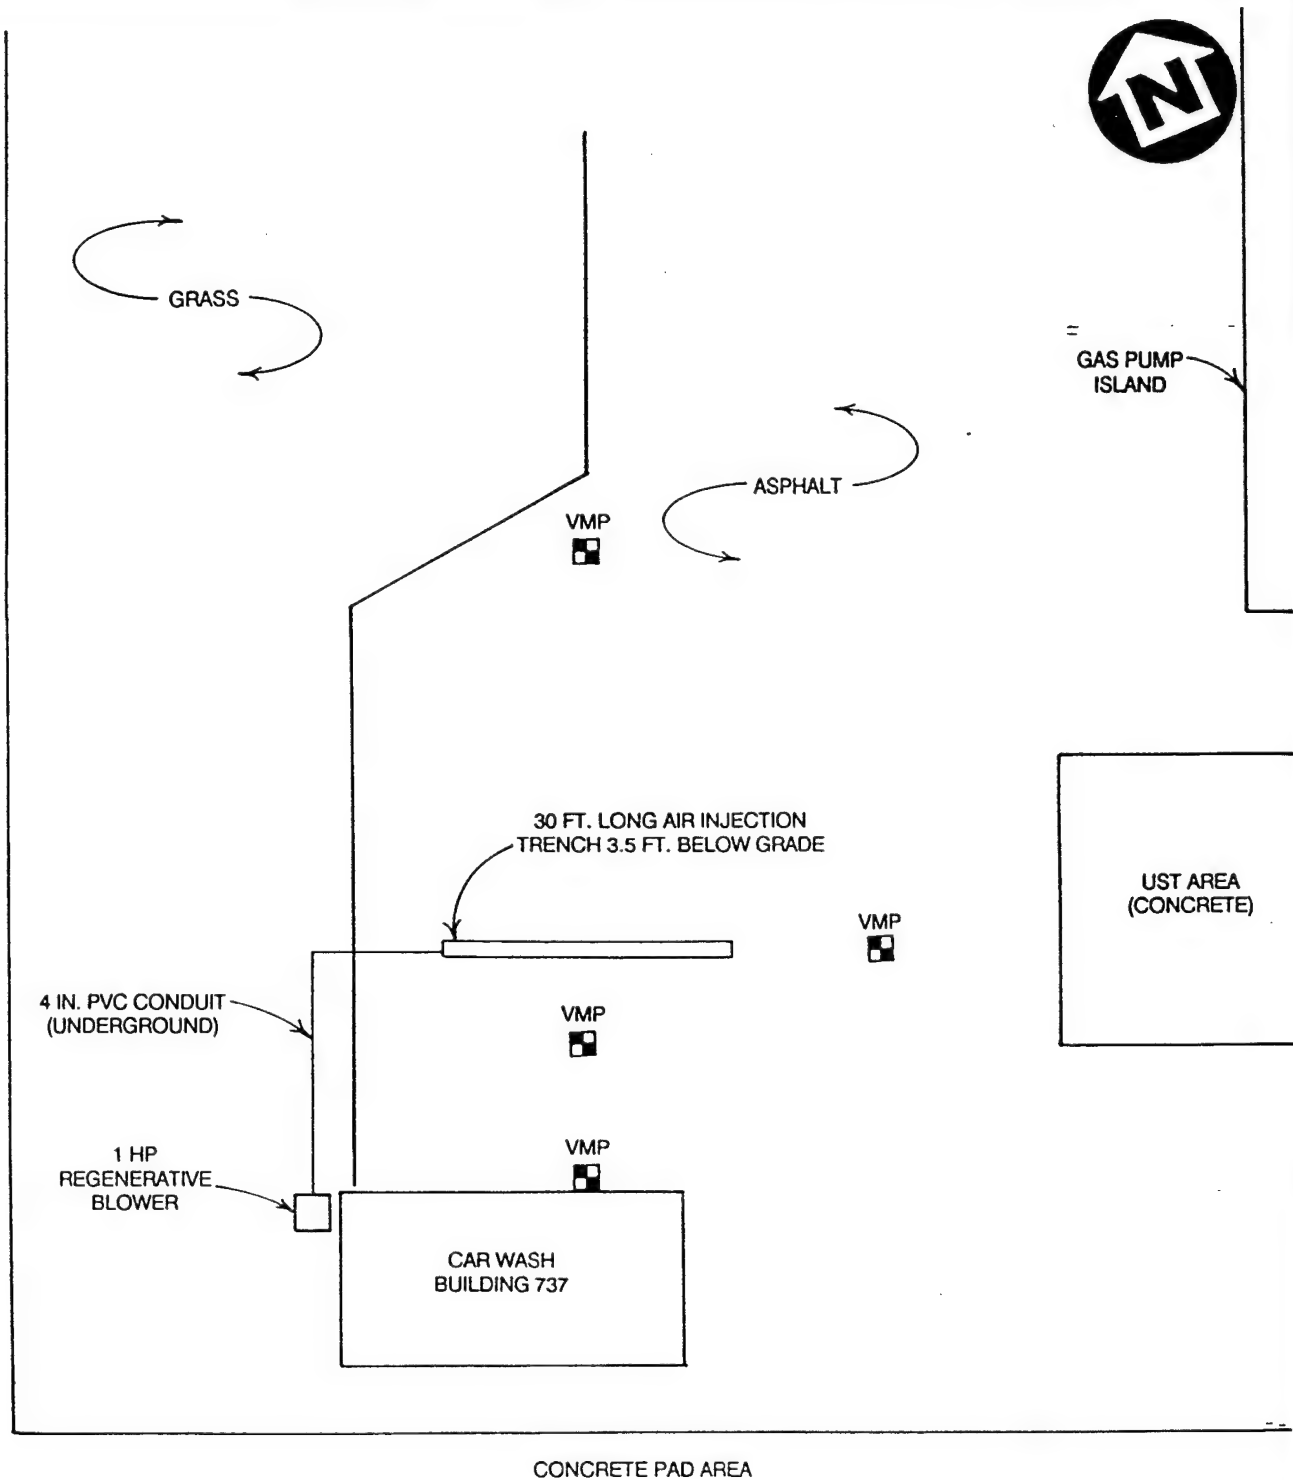 N
GRASS
GAS PUMP
ISLAND
ASPHALT
VMP
30 FT. LONG AIR INJECTION
TRENCH 3.5 FT. BELOW GRADE
UST AREA
(CONCRETE)
VMP
4 IN. PVC CONDUIT
(UNDERGROUND)
VMP
1 HP
REGENERATIVE
BLOWER
VMP
CAR WASH
BUILDING 737
CONCRETE PAD AREA